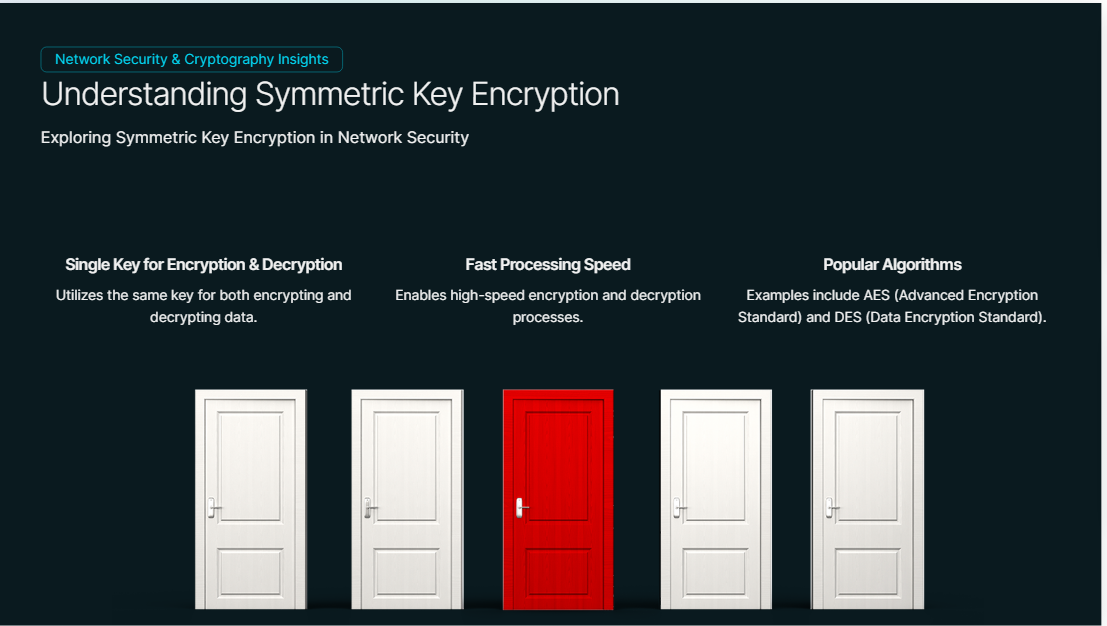 Network Security & Cryptography Insights
Understanding Symmetric Key Encryption
Exploring Symmetric Key Encryption in Network Security
Single Key for Encryption & Decryption
Utilizes the same key for both encrypting and
decrypting data.
Fast Processing Speed
Enables high-speed encryption and decryption
processes.
Popular Algorithms
Examples include AES (Advanced Encryption
Standard) and DES (Data Encryption Standard).